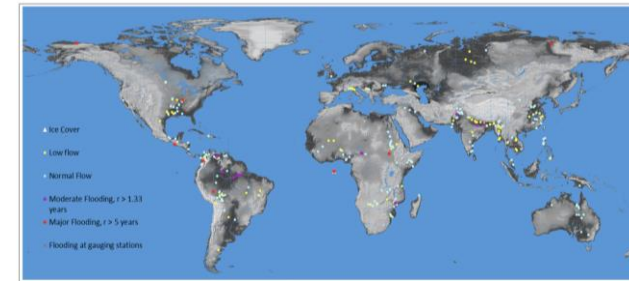 Ice Cover
Low flow
Normal Flow
Moderate Flooding, r > 1.33
years
Major Flooding, r > 5 years
Flooding at gauging stations